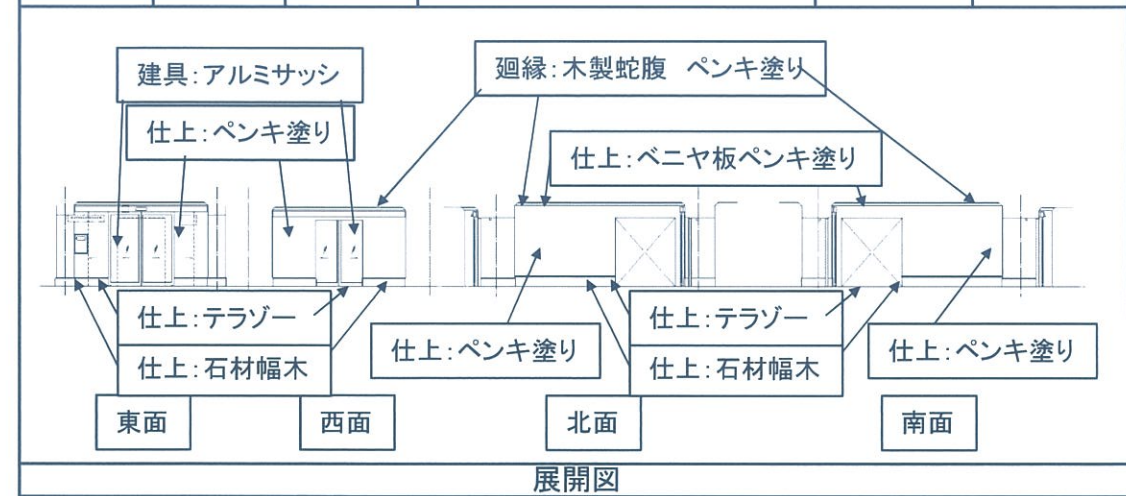 建具：アルミサッシ
廻縁：木製蛇腹　ペンキ塗り
仕上：ペンキ塗り
仕上：ベニヤ板ペンキ塗り
仕上：テラゾー
仕上：石材幅木
仕上：ペンキ塗り
仕上：テラゾー
仕上：石材幅木
仕上：ペンキ塗り
東面
西面
北面
南面
展開図